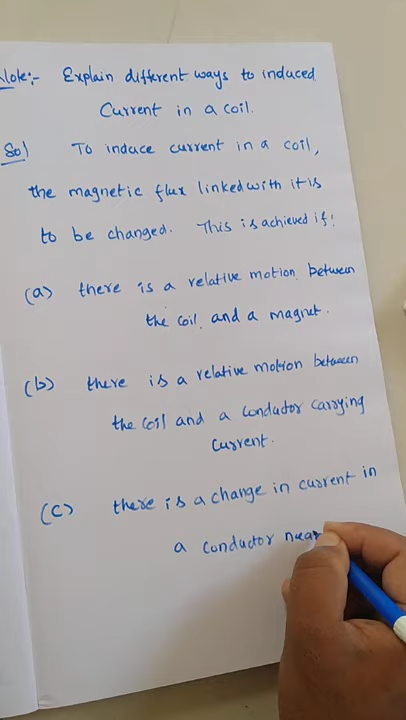 Note:- Explain different ways to induced
Current in a coil.
Sol To induce current in a coil,
the magnetic flux linked with it is
to be changed. This is achieved if:
(a) there is a relative motion between
the coil and a magnet.
(b) there is a relative motion between
the coil and a conductor carrying
current.
(c) there is a change in current in
a conductor near